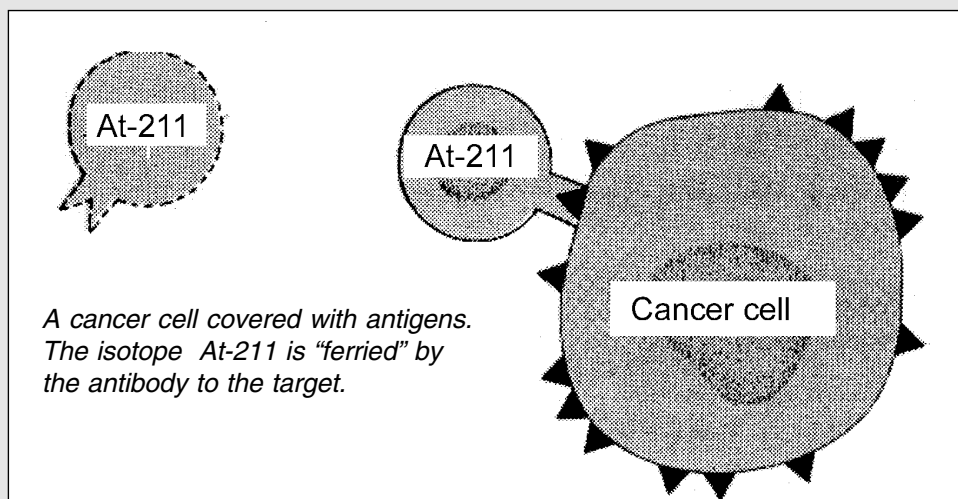 At-211
At-211
Cancer cell
A cancer cell covered with antigens.
The isotope At-211 is “ferried” by
the antibody to the target.